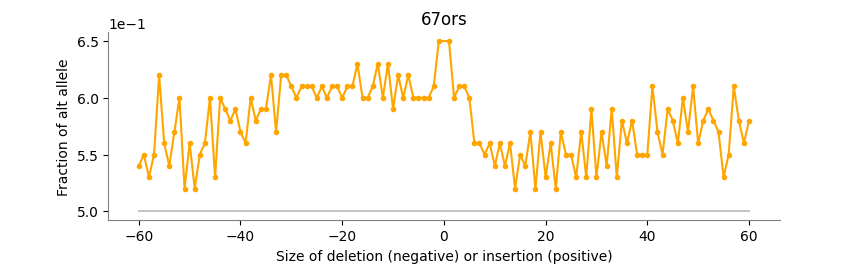 67ors
1e−1
6.5
6.0
5.5
5.0
Fraction of alt allele
−60 −40 −20 0 20 40 60
Size of deletion (negative) or insertion (positive)